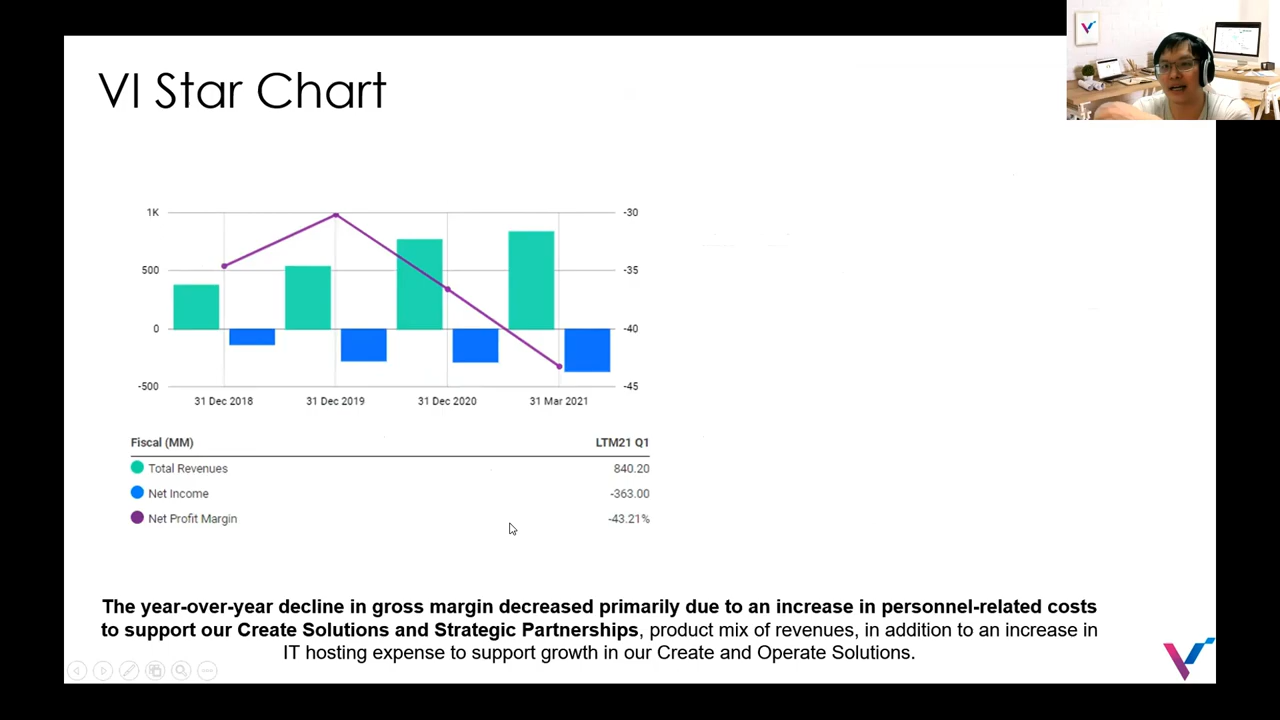 VI Star Chart
1K
-30
500
-35
0
-40
-500
-45
31 Dec 2018
31 Dec 2019
31 Dec 2020
31 Mar 2021
Fiscal (MM)
LTM21 Q1
Total Revenues
840.20
Net Income
-363.00
Net Profit Margin
-43.21%
The year-over-year decline in gross margin decreased primarily due to an increase in personnel-related costs
to support our Create Solutions and Strategic Partnerships, product mix of revenues, in addition to an increase in
IT hosting expense to support growth in our Create and Operate Solutions.